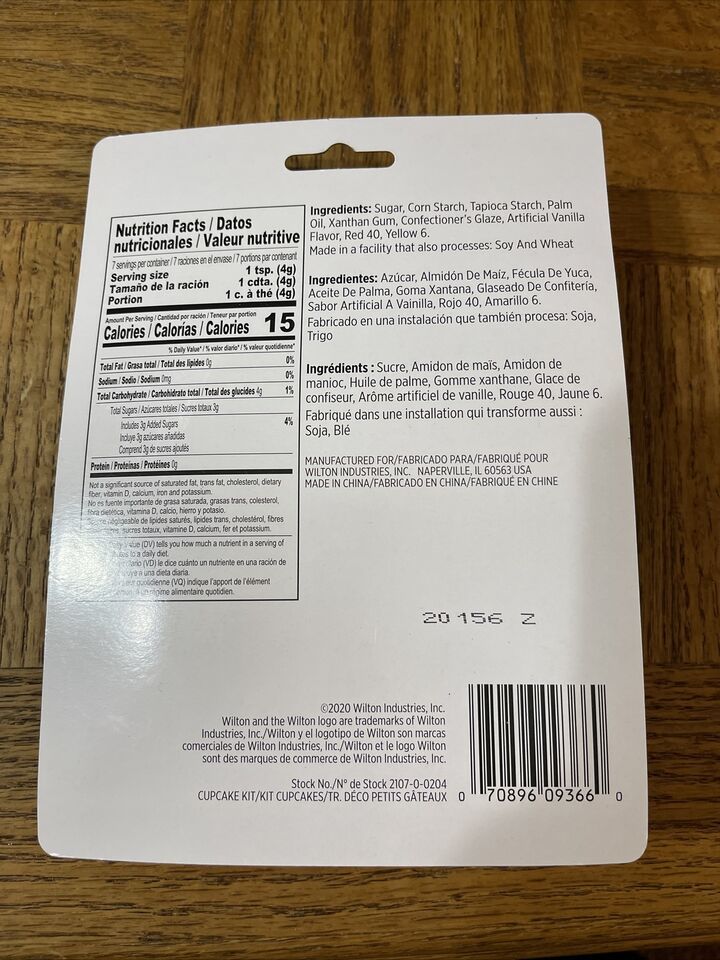 Nutrition Facts / Datos
nutricionales / Valeur nutritive
7 servings per container / 7 raciones en el envase / 7 portions par contenant
Serving size 1 tsp. (4g)
Tamaño de la ración 1 cdta. (4g)
Portion 1 c. à thé (4g)
Amount Per Serving / Cantidad por ración / Teneur par portion
Calories / Calorías / Calories 15
% Daily Value* / % valor diario* / % valeur quotidienne*
Total Fat / Grasa total / Total des lipides 0g 0%
Sodium / Sodio / Sodium 0mg 0%
Total Carbohydrate / Carbohidrato total / Total des glucides 4g 1%
Total Sugars / Azúcares totales / Sucres totaux 3g
Includes 3g Added Sugars 4%
Incluye 3g azúcares añadidas
Comprend 3g de sucres ajoutés
Protein / Proteínas / Protéines 0g
Not a significant source of saturated fat, trans fat, cholesterol, dietary
fiber, vitamin D, calcium, iron and potassium.
No es fuente importante de grasa saturada, grasas trans, colesterol,
fibra dietética, vitamina D, calcio, hierro y potasio.
négligeable de lipides saturés, lipides trans, cholestérol, fibres
sucres totaux, vitamine D, calcium, fer et potassium.
(DV) tells you how much a nutrient in a serving of
to a daily diet.
(VD) le dice cuánto un nutriente en una ración de
a una dieta diaria.
quotidienne (VQ) indique l'apport de l'élément
régime alimentaire quotidien.
Ingredients: Sugar, Corn Starch, Tapioca Starch, Palm
Oil, Xanthan Gum, Confectioner's Glaze, Artificial Vanilla
Flavor, Red 40, Yellow 6.
Made in a facility that also processes: Soy And Wheat
Ingredientes: Azúcar, Almidón De Maíz, Fécula De Yuca,
Aceite De Palma, Goma Xantana, Glaseado De Confitería,
Sabor Artificial A Vainilla, Rojo 40, Amarillo 6.
Fabricado en una instalación que también procesa: Soja,
Trigo
Ingrédients : Sucre, Amidon de maïs, Amidon de
manioc, Huile de palme, Gomme xanthane, Glace de
confiseur, Arôme artificiel de vanille, Rouge 40, Jaune 6.
Fabriqué dans une installation qui transforme aussi :
Soja, Blé
MANUFACTURED FOR/FABRICADO PARA/FABRIQUÉ POUR
WILTON INDUSTRIES, INC. NAPERVILLE, IL 60563 USA
MADE IN CHINA/FABRICADO EN CHINA/FABRIQUÉ EN CHINE
20 156 Z
©2020 Wilton Industries, Inc.
Wilton and the Wilton logo are trademarks of Wilton
Industries, Inc./Wilton y el logotipo de Wilton son marcas
comerciales de Wilton Industries, Inc./Wilton et le logo Wilton
sont des marques de commerce de Wilton Industries, Inc.
Stock No./N° de Stock 2107-0-0204
CUPCAKE KIT/KIT CUPCAKES/TR. DÉCO PETITS GÂTEAUX
0 70896 09366 0